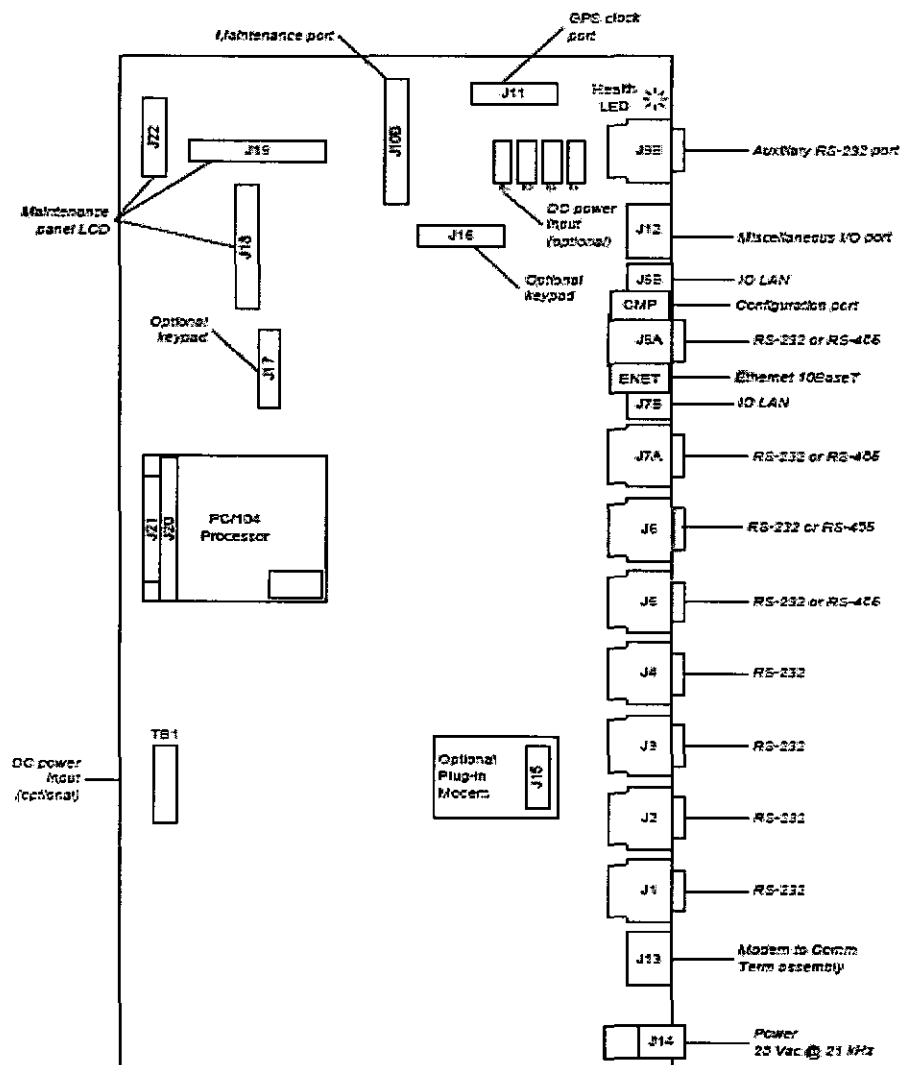 GPS clock
port
Maintenance port
J11
Health
LED
J22
J19
J10B
Auxiliary RS-232 port
DC power
Input
(optional)
Maintenance
panel LCD
J18
J16
J12
Miscellaneous I/O port
Optional
keypad
IO LAN
CMP
Configuration port
Optional
keypad
J17
RS-232 or RS-485
ENET
Ethernet 10BaseT
J7B
IO LAN
J7A
RS-232 or RS-485
J21
J20
PC/104
Processor
J6
RS-232 or RS-485
J5
RS-232 or RS-485
J4
RS-232
TB1
J3
RS-232
DC power
Input
(optional)
Optional
Plug-in
Modem
J15
J2
RS-232
J1
RS-232
J13
Modem to Comm
Term assembly
J14
Power
25 Vac @ 21 kHz